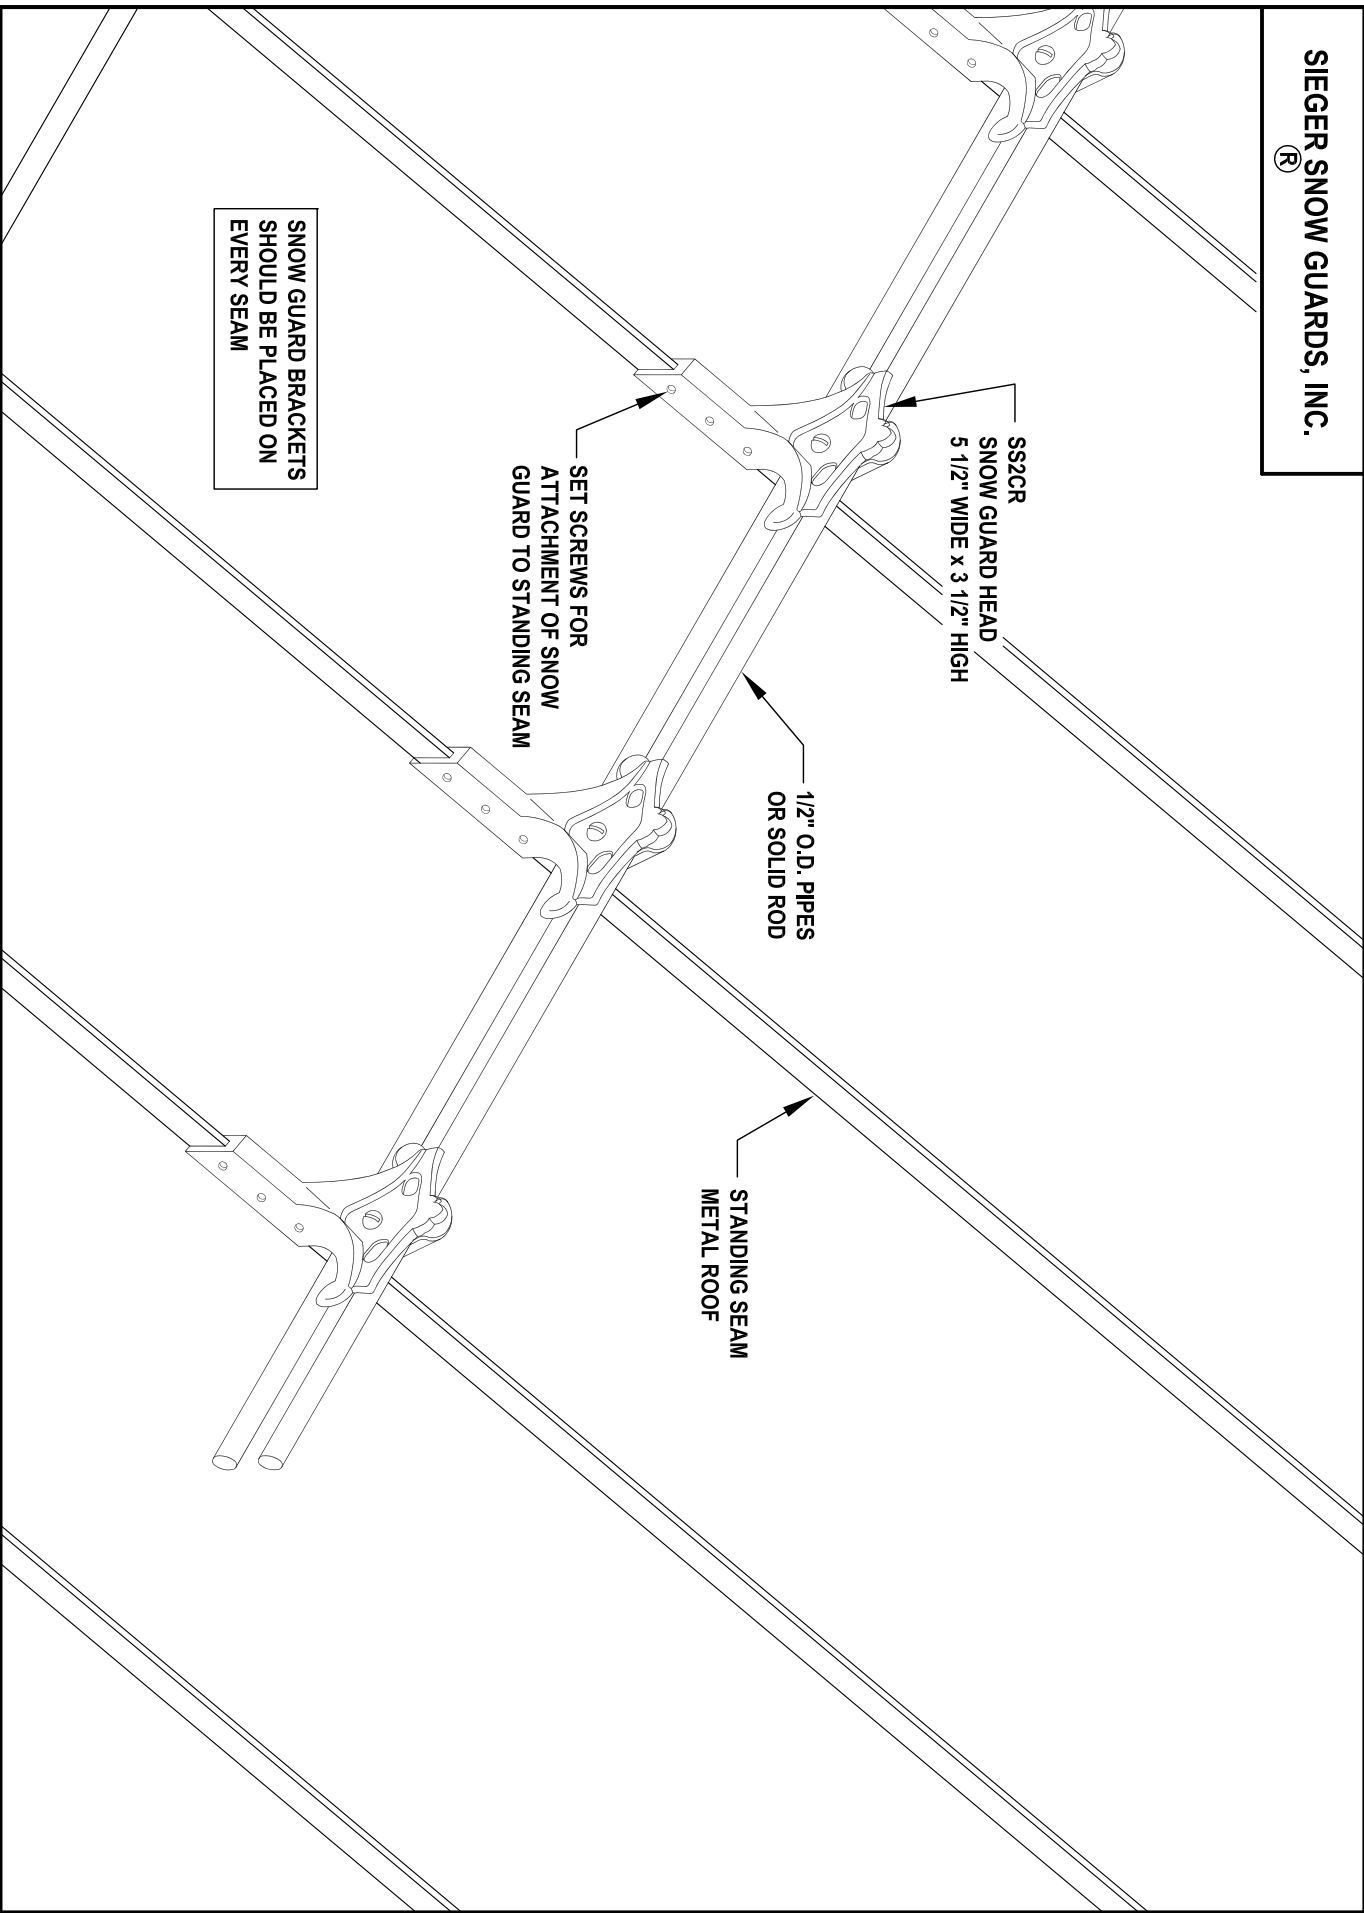 SIEGER SNOW GUARDS, INC.
®
SS2CR
SNOW GUARD HEAD
5 1/2" WIDE x 3 1/2" HIGH
1/2" O.D. PIPES
OR SOLID ROD
STANDING SEAM
METAL ROOF
SET SCREWS FOR
ATTACHMENT OF SNOW
GUARD TO STANDING SEAM
SNOW GUARD BRACKETS
SHOULD BE PLACED ON
EVERY SEAM